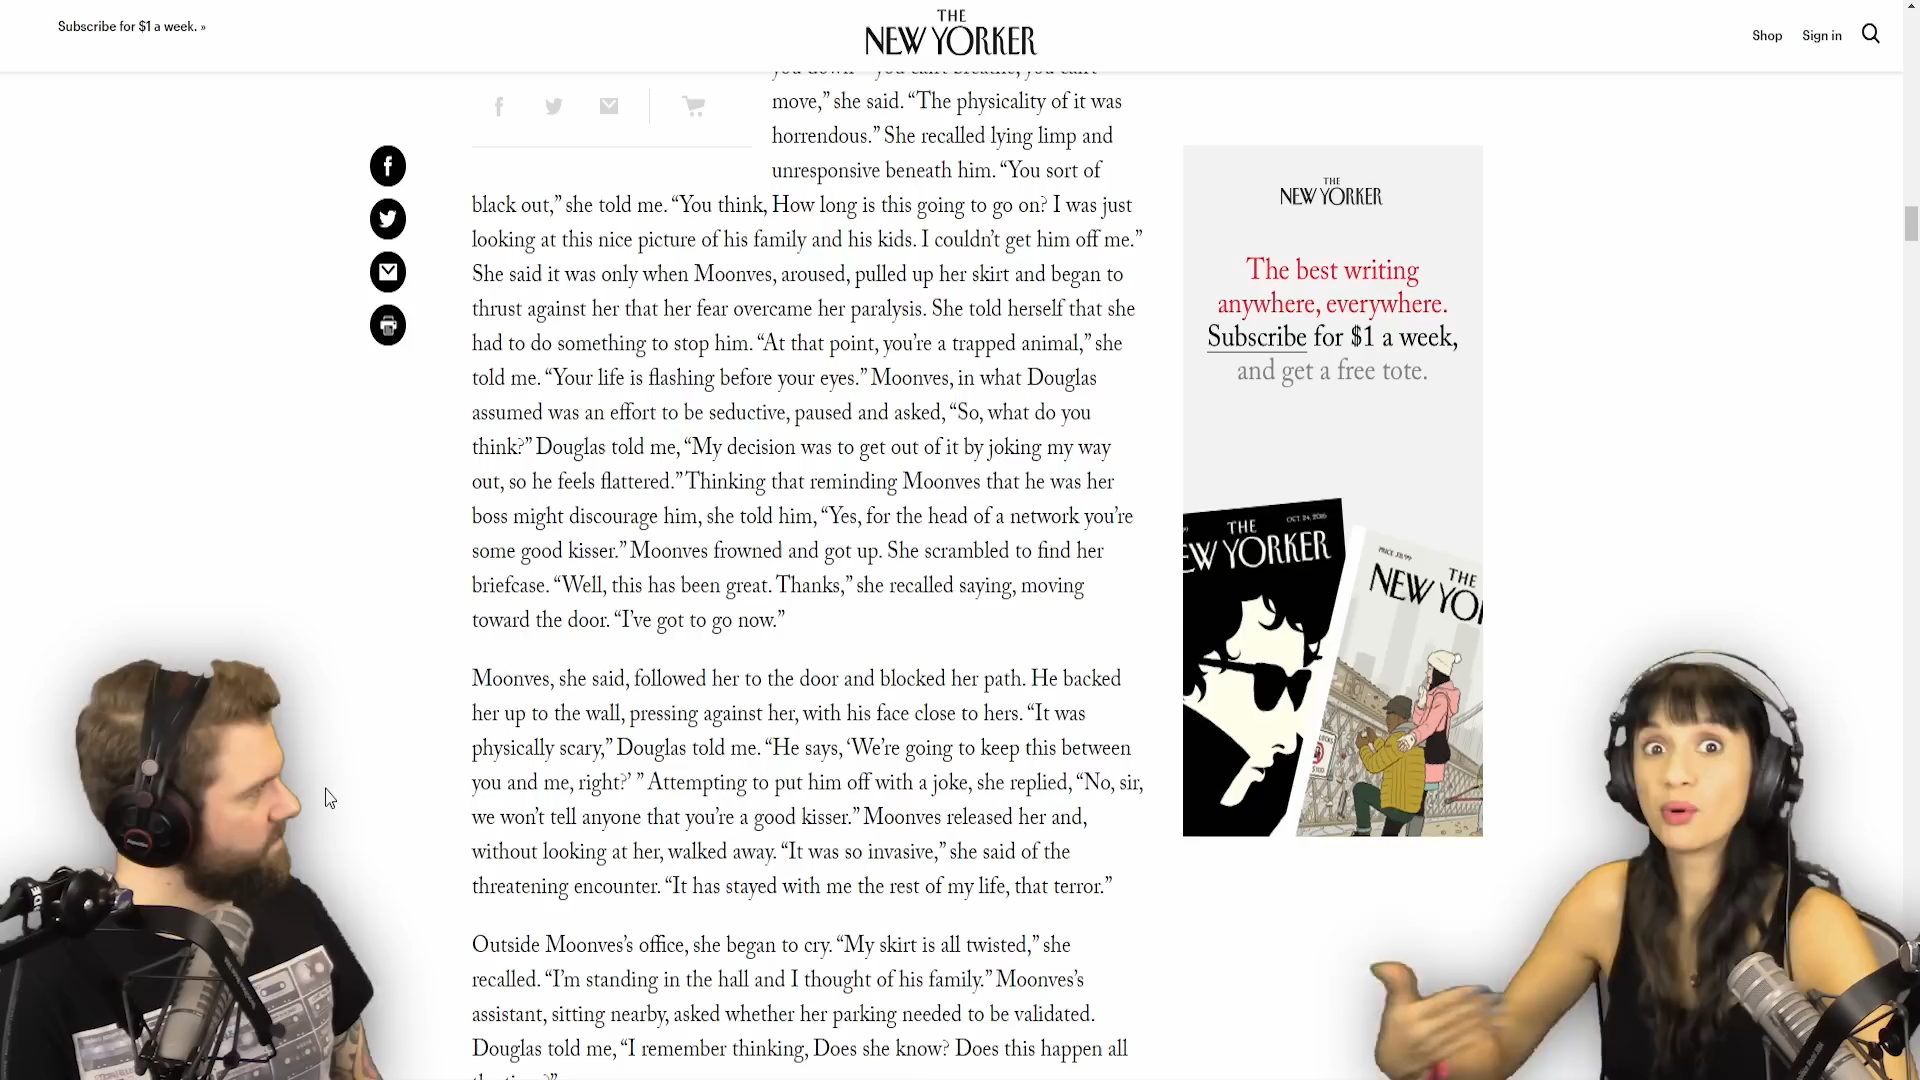 Subscribe for $1 a week. »
THE
NEW YORKER
Shop
Sign in
you down—you can't breathe, you can't
move,” she said. “The physicality of it was
horrendous.” She recalled lying limp and
unresponsive beneath him. “You sort of
black out,” she told me. “You think, How long is this going to go on? I was just
looking at this nice picture of his family and his kids. I couldn’t get him off me.”
She said it was only when Moonves, aroused, pulled up her skirt and began to
thrust against her that her fear overcame her paralysis. She told herself that she
had to do something to stop him. “At that point, you’re a trapped animal,” she
told me. “Your life is flashing before your eyes.” Moonves, in what Douglas
assumed was an effort to be seductive, paused and asked, “So, what do you
think?” Douglas told me, “My decision was to get out of it by joking my way
out, so he feels flattered.” Thinking that reminding Moonves that he was her
boss might discourage him, she told him, “Yes, for the head of a network you’re
some good kisser.” Moonves frowned and got up. She scrambled to find her
briefcase. “Well, this has been great. Thanks,” she recalled saying, moving
toward the door. “I’ve got to go now.”
Moonves, she said, followed her to the door and blocked her path. He backed
her up to the wall, pressing against her, with his face close to hers. “It was
physically scary,” Douglas told me. “He says, ‘We’re going to keep this between
you and me, right?’ ” Attempting to put him off with a joke, she replied, “No, sir,
we won’t tell anyone that you’re a good kisser.” Moonves released her and,
without looking at her, walked away. “It was so invasive,” she said of the
threatening encounter. “It has stayed with me the rest of my life, that terror.”
Outside Moonves’s office, she began to cry. “My skirt is all twisted,” she
recalled. “I’m standing in the hall and I thought of his family.” Moonves’s
assistant, sitting nearby, asked whether her parking needed to be validated.
Douglas told me, “I remember thinking, Does she know? Does this happen all
THE
NEW YORKER
The best writing
anywhere, everywhere.
Subscribe for $1 a week,
and get a free tote.
THE
OCT. 24, 2016
EW YORKER
PRICE $8.99
THE
NEW YO